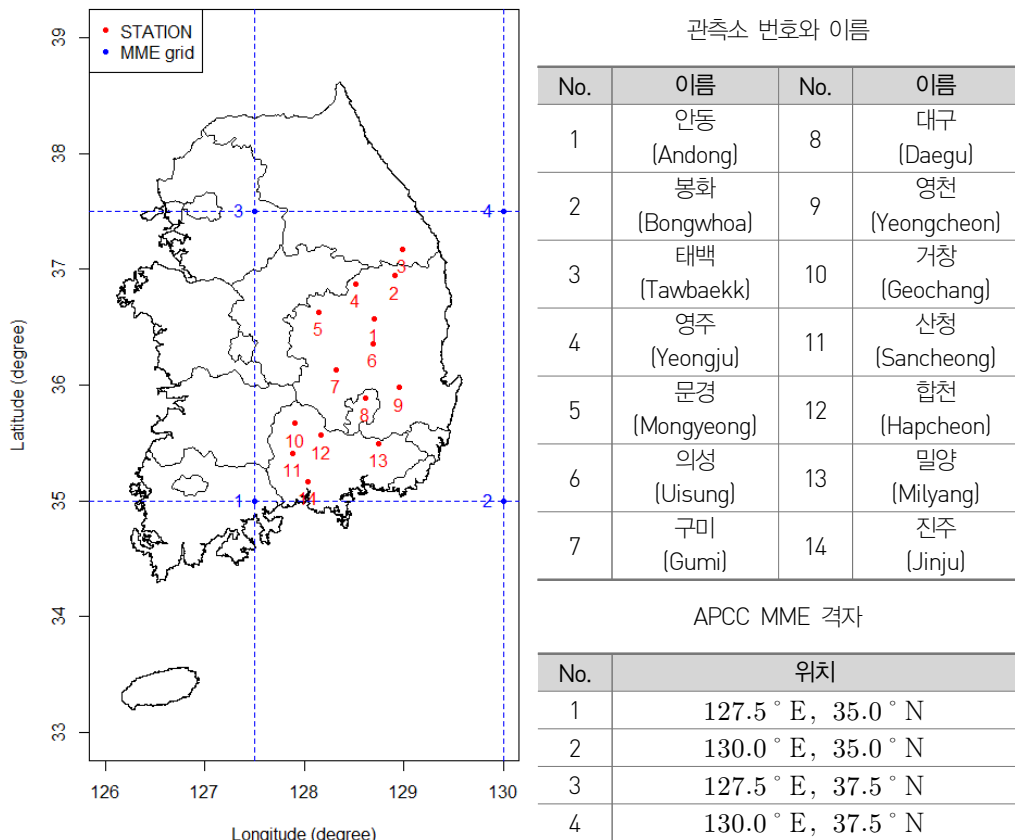 STATION
MME grid
39
38
37
36
35
34
33
Latitude (degree)
3
4
3
2
4
5
1
6
7
8
9
10
12
11
13
14
1
2
126
127
128
129
130
Longitude (degree)
관측소 번호와 이름
No. 이름 No. 이름
1 안동 (Andong) 8 대구 (Daegu)
2 봉화 (Bongwhoa) 9 영천 (Yeongcheon)
3 태백 (Tawbaekk) 10 거창 (Geochang)
4 영주 (Yeongju) 11 산청 (Sancheong)
5 문경 (Mongyeong) 12 합천 (Hapcheon)
6 의성 (Uisung) 13 밀양 (Milyang)
7 구미 (Gumi) 14 진주 (Jinju)
APCC MME 격자
No. 위치
1 127.5°E, 35.0°N
2 130.0°E, 35.0°N
3 127.5°E, 37.5°N
4 130.0°E, 37.5°N